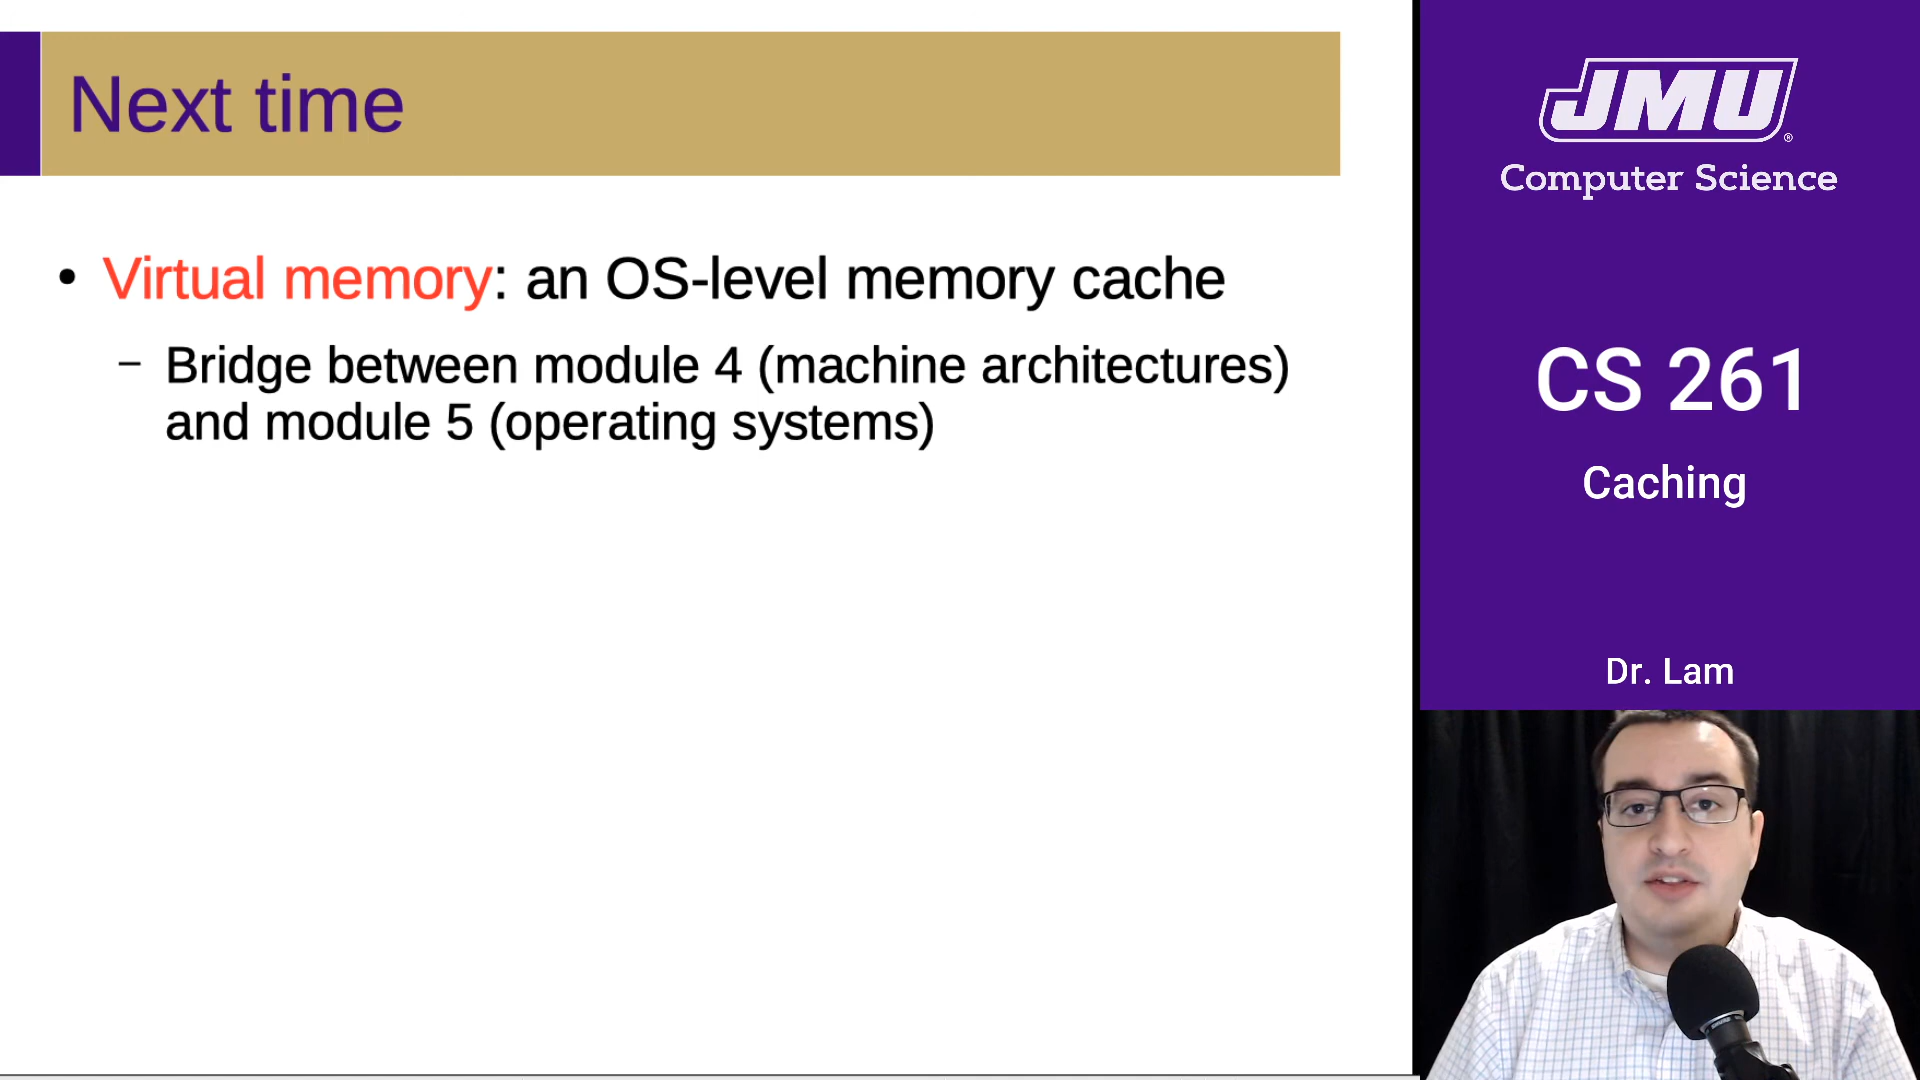 Next time
• Virtual memory: an OS-level memory cache
– Bridge between module 4 (machine architectures)
and module 5 (operating systems)
JMU®
Computer Science
CS 261
Caching
Dr. Lam